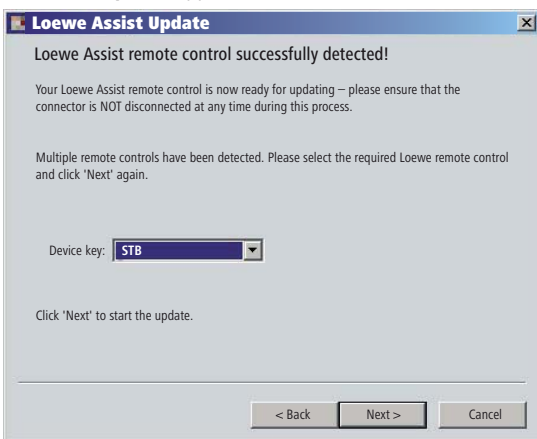 Loewe Assist Update
Loewe Assist remote control successfully detected!
Your Loewe Assist remote control is now ready for updating – please ensure that the
connector is NOT disconnected at any time during this process.
Multiple remote controls have been detected. Please select the required Loewe remote control
and click 'Next' again.
Device key: STB
Click 'Next' to start the update.
< Back Next > Cancel